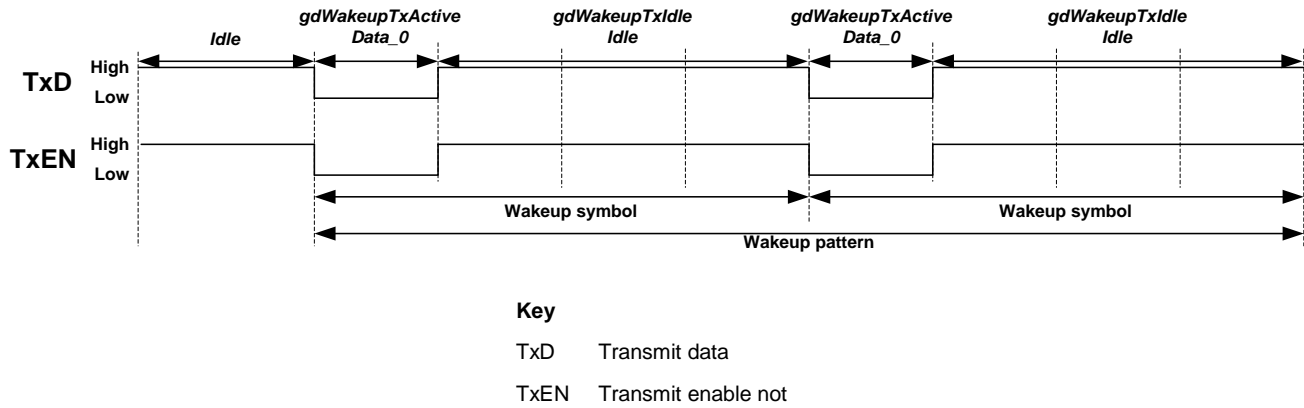 gdWakeupTxActive gdWakeupTxIdle gdWakeupTxActive gdWakeupTxIdle
Idle Data_0 Idle Data_0 Idle
High
TxD
Low
High
TxEN
Low
Wakeup symbol Wakeup symbol
Wakeup pattern
Key
TxD Transmit data
TxEN Transmit enable not